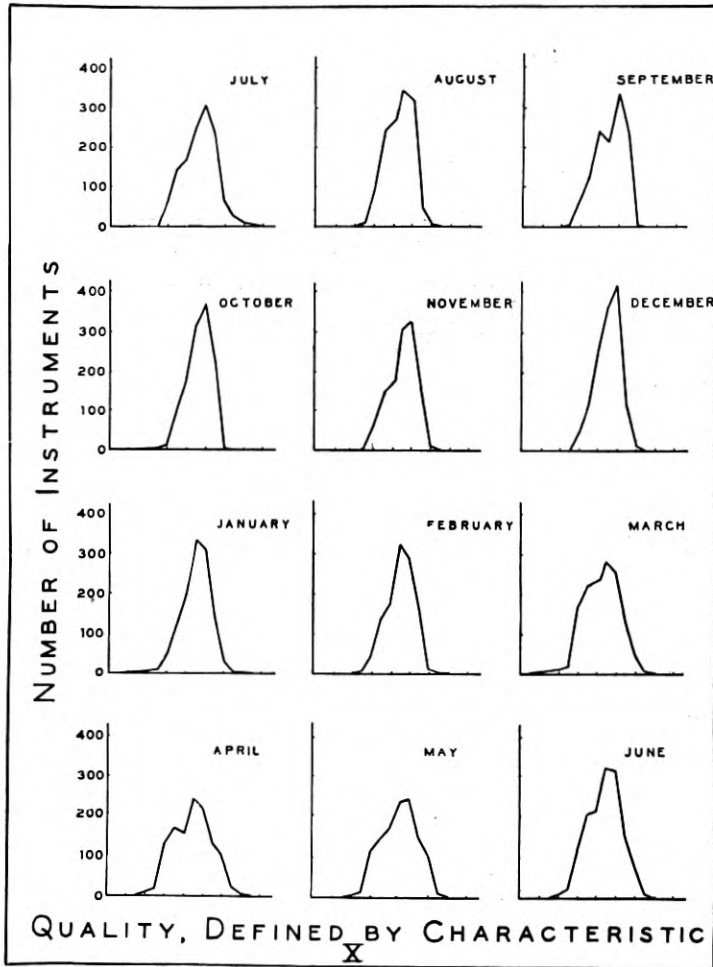 JULY
AUGUST
SEPTEMBER
400
300
200
100
0
OCTOBER
NOVEMBER
DECEMBER
400
300
200
100
0
JANUARY
FEBRUARY
MARCH
400
300
200
100
0
APRIL
MAY
JUNE
400
300
200
100
0
NUMBER OF INSTRUMENTS
QUALITY, DEFINED BY CHARACTERISTIC
X